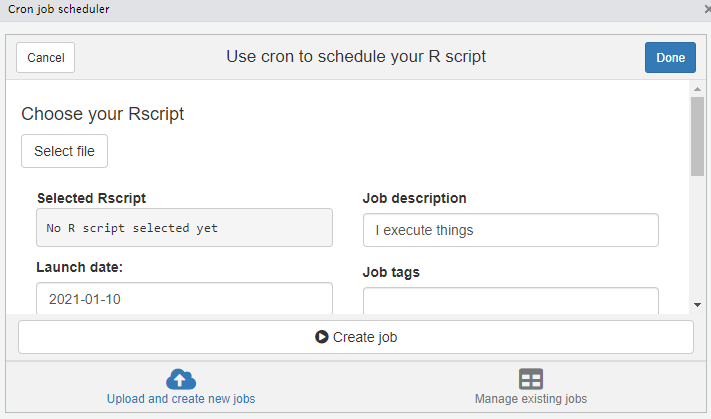 Cron job scheduler
Cancel
Use cron to schedule your R script
Done
Choose your Rscript
Select file
Selected Rscript
Job description
No R script selected yet
I execute things
Launch date:
Job tags
2021-01-10
Create job
Upload and create new jobs
Manage existing jobs